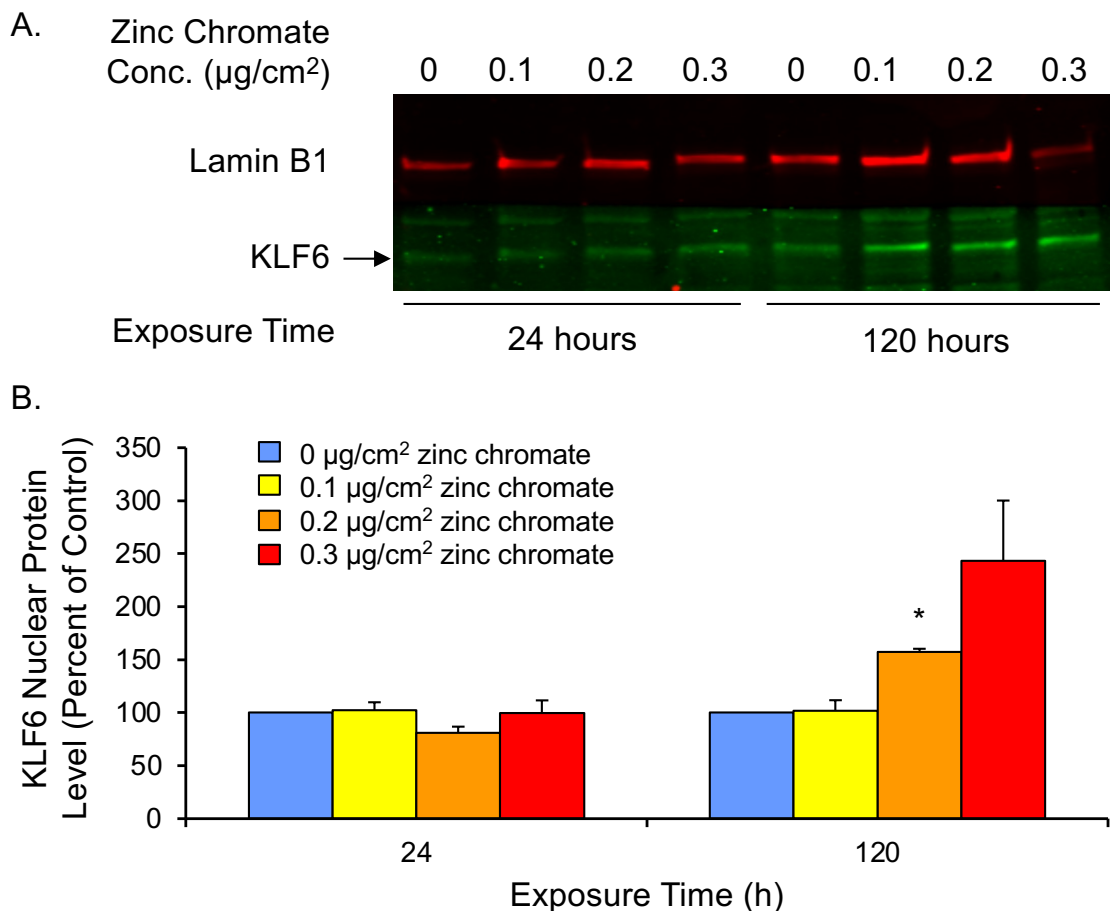 A.
Zinc Chromate
Conc. (µg/cm²) 0 0.1 0.2 0.3 0 0.1 0.2 0.3
Lamin B1
KLF6
Exposure Time 24 hours 120 hours
B.
KLF6 Nuclear Protein
Level (Percent of Control)
350
300
250
200
150
100
50
0
0 µg/cm² zinc chromate
0.1 µg/cm² zinc chromate
0.2 µg/cm² zinc chromate
0.3 µg/cm² zinc chromate
*
24 120
Exposure Time (h)